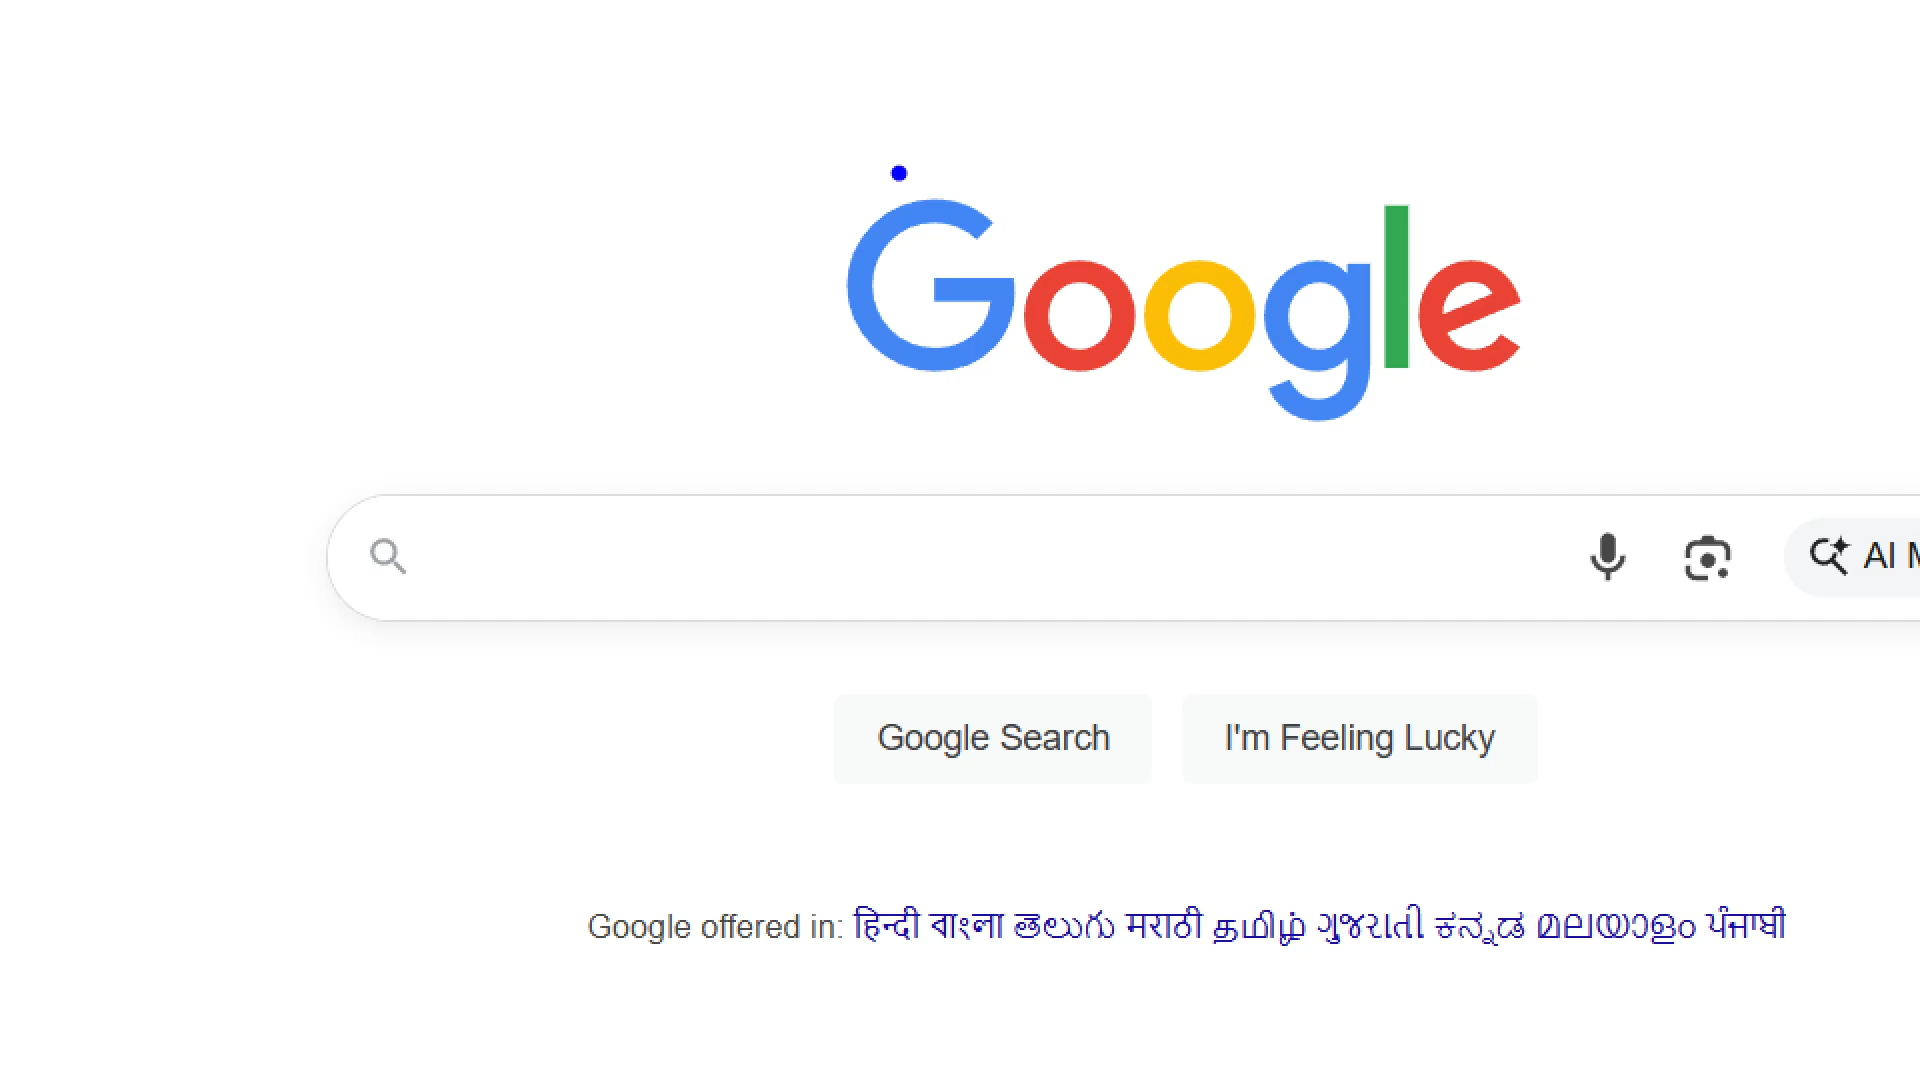 Google
AI
Google Search
I'm Feeling Lucky
Google offered in: हिन्दी বাংলা తెలుగు मराठी தமிழ் ગુજરાતી ಕನ್ನಡ മലയാളം ਪੰਜਾਬੀ